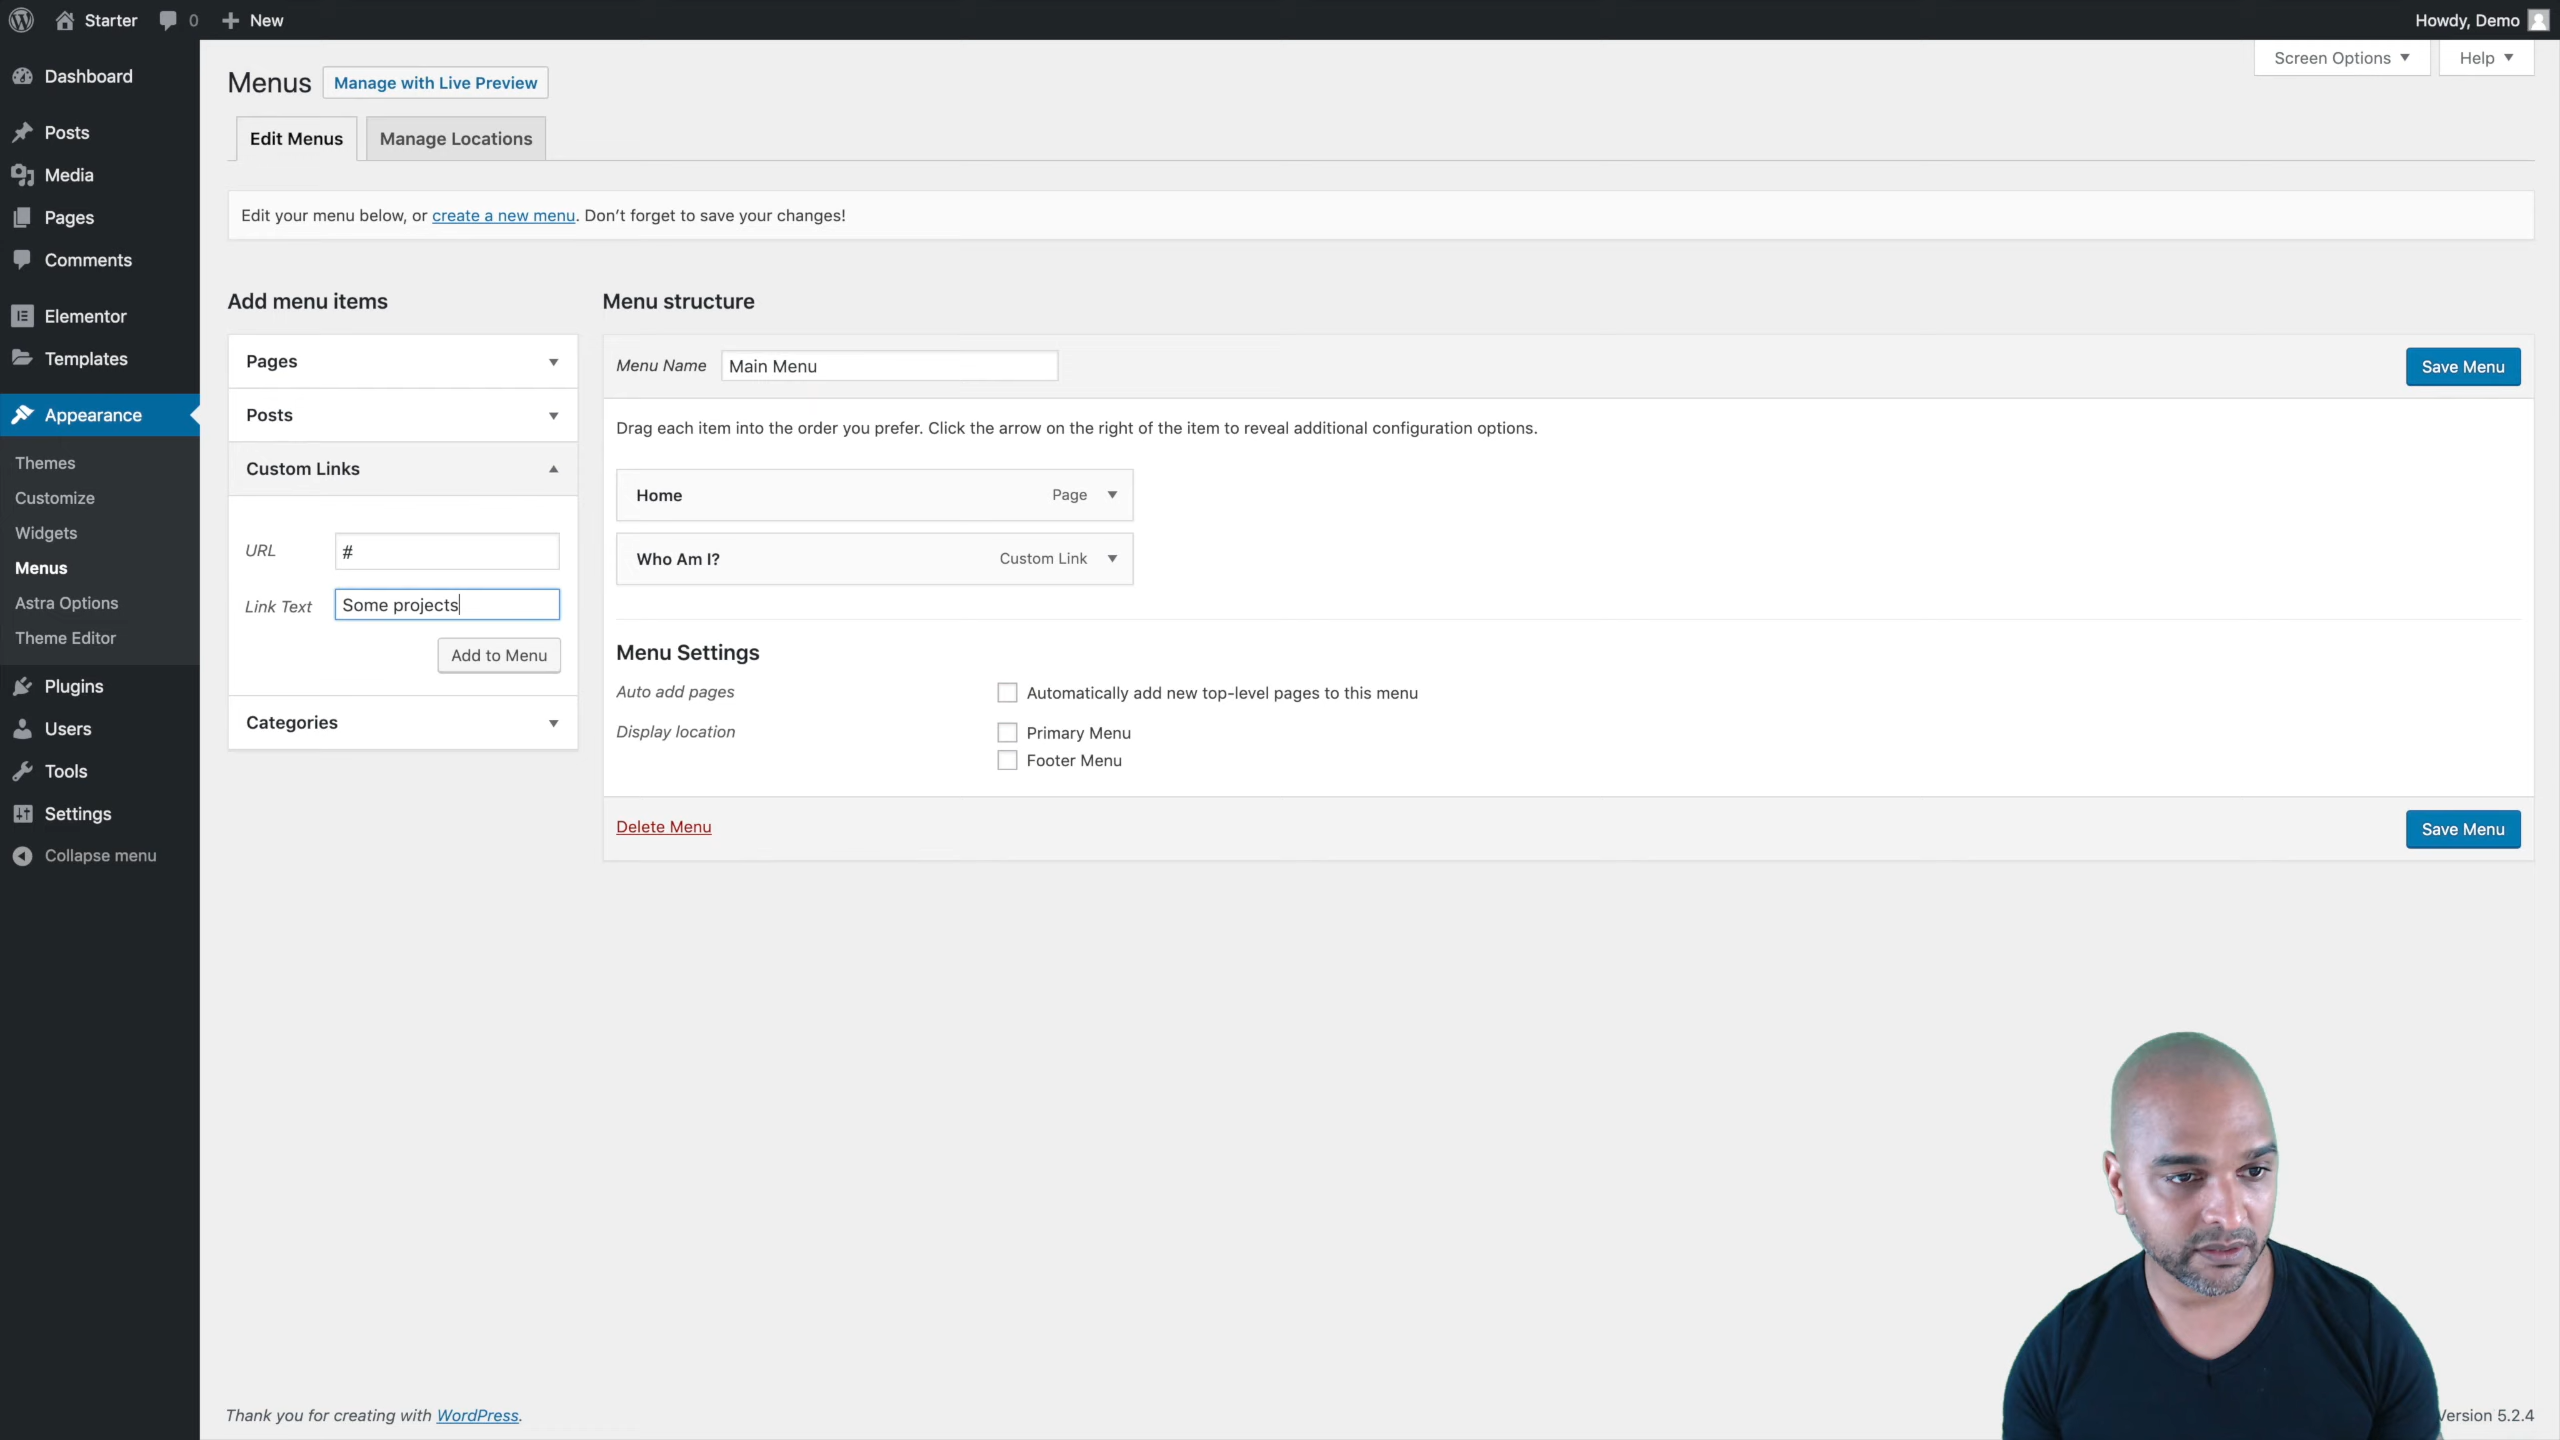 Starter 0 New Howdy, Demo
Screen Options Help
Dashboard
Posts
Media
Pages
Comments
Elementor
Templates
Appearance
Themes
Customize
Widgets
Menus
Astra Options
Theme Editor
Plugins
Users
Tools
Settings
Collapse menu
Menus Manage with Live Preview
Edit Menus Manage Locations
Edit your menu below, or create a new menu. Don’t forget to save your changes!
Add menu items
Pages
Posts
Custom Links
URL #
Link Text Some projects
Add to Menu
Categories
Menu structure
Menu Name Main Menu Save Menu
Drag each item into the order you prefer. Click the arrow on the right of the item to reveal additional configuration options.
Home Page
Who Am I? Custom Link
Menu Settings
Auto add pages Automatically add new top-level pages to this menu
Display location Primary Menu
Footer Menu
Delete Menu Save Menu
Thank you for creating with WordPress. Version 5.2.4